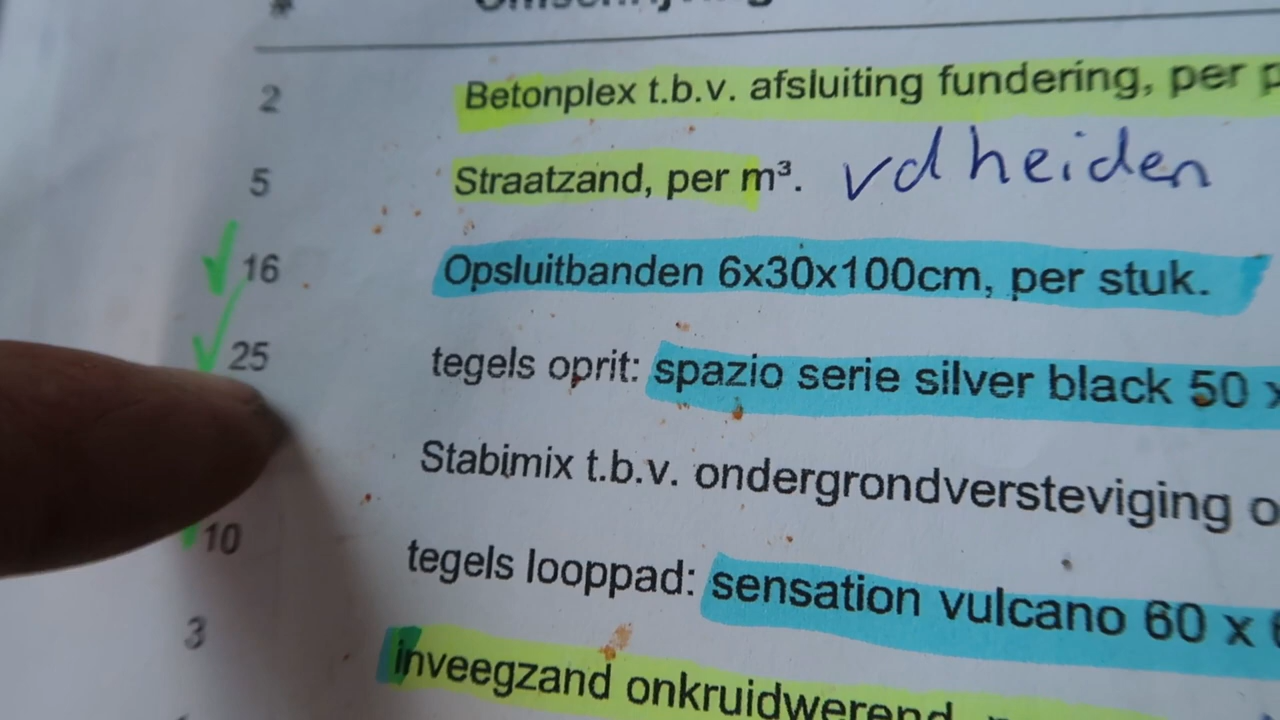 # Omschrijving
2 Betonplex t.b.v. afsluiting fundering, per
5 Straatzand, per m³. vd heiden
16 Opsluitbanden 6x30x100cm, per stuk.
25 tegels oprit: spazio serie silver black 50 x
Stabimix t.b.v. ondergrondversteviging
10 tegels looppad: sensation vulcano 60 x
3 inveegzand onkruidwerend